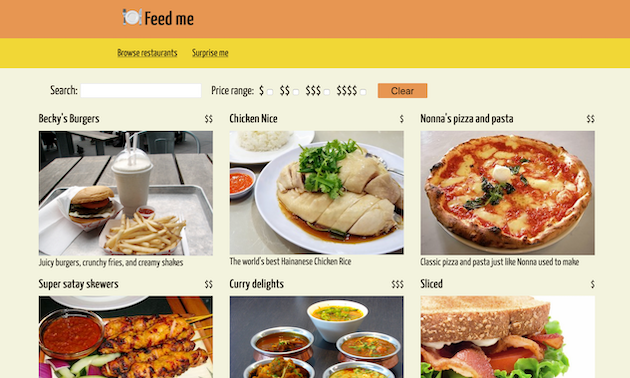 Feed me
Browse restaurants Surprise me
Search: Price range: $ $$ $$$ $$$$ Clear
Becky's Burgers $$ Chicken Nice $ Nonna's pizza and pasta $$
Juicy burgers, crunchy fries, and creamy shakes The world's best Hainanese Chicken Rice Classic pizza and pasta just like Nonna used to make
Super satay skewers $$ Curry delights $$$ Sliced $